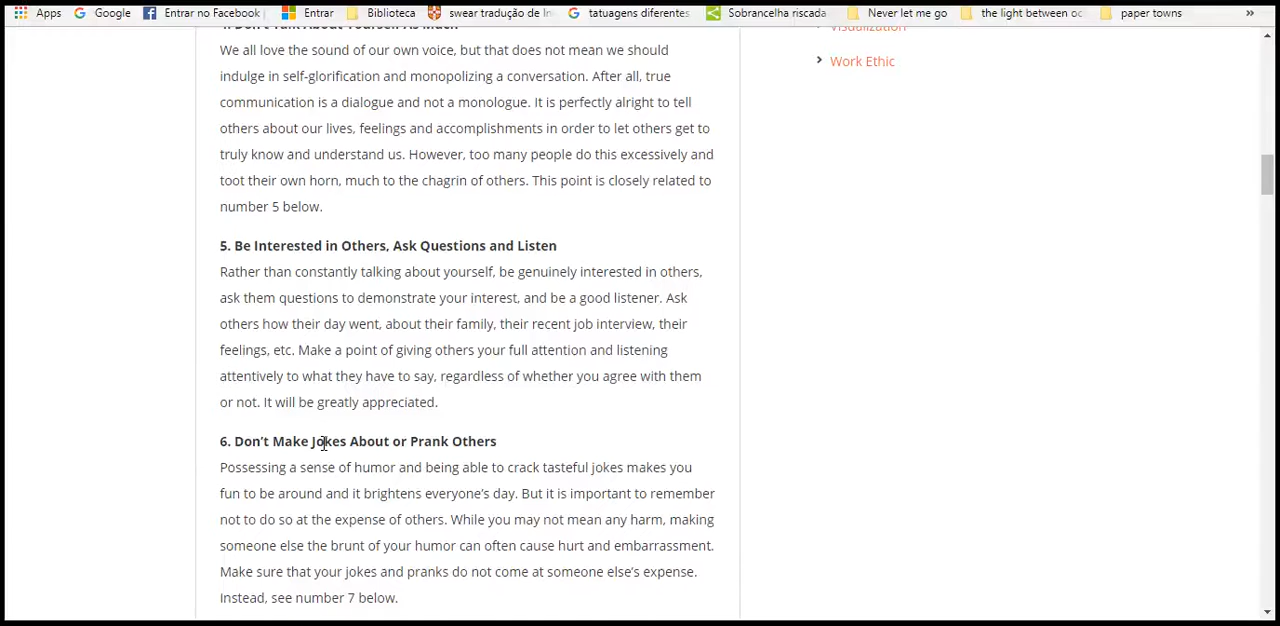 Apps Google Entrar no Facebook Entrar Biblioteca swear tradução de In tatuagens diferentes Sobrancelha riscada Never let me go the light between oc paper towns »
4. Don't Talk About Yourself As Much
Visualization
We all love the sound of our own voice, but that does not mean we should
Work Ethic
indulge in self-glorification and monopolizing a conversation. After all, true
communication is a dialogue and not a monologue. It is perfectly alright to tell
others about our lives, feelings and accomplishments in order to let others get to
truly know and understand us. However, too many people do this excessively and
toot their own horn, much to the chagrin of others. This point is closely related to
number 5 below.
5. Be Interested in Others, Ask Questions and Listen
Rather than constantly talking about yourself, be genuinely interested in others,
ask them questions to demonstrate your interest, and be a good listener. Ask
others how their day went, about their family, their recent job interview, their
feelings, etc. Make a point of giving others your full attention and listening
attentively to what they have to say, regardless of whether you agree with them
or not. It will be greatly appreciated.
6. Don’t Make Jokes About or Prank Others
Possessing a sense of humor and being able to crack tasteful jokes makes you
fun to be around and it brightens everyone’s day. But it is important to remember
not to do so at the expense of others. While you may not mean any harm, making
someone else the brunt of your humor can often cause hurt and embarrassment.
Make sure that your jokes and pranks do not come at someone else’s expense.
Instead, see number 7 below.